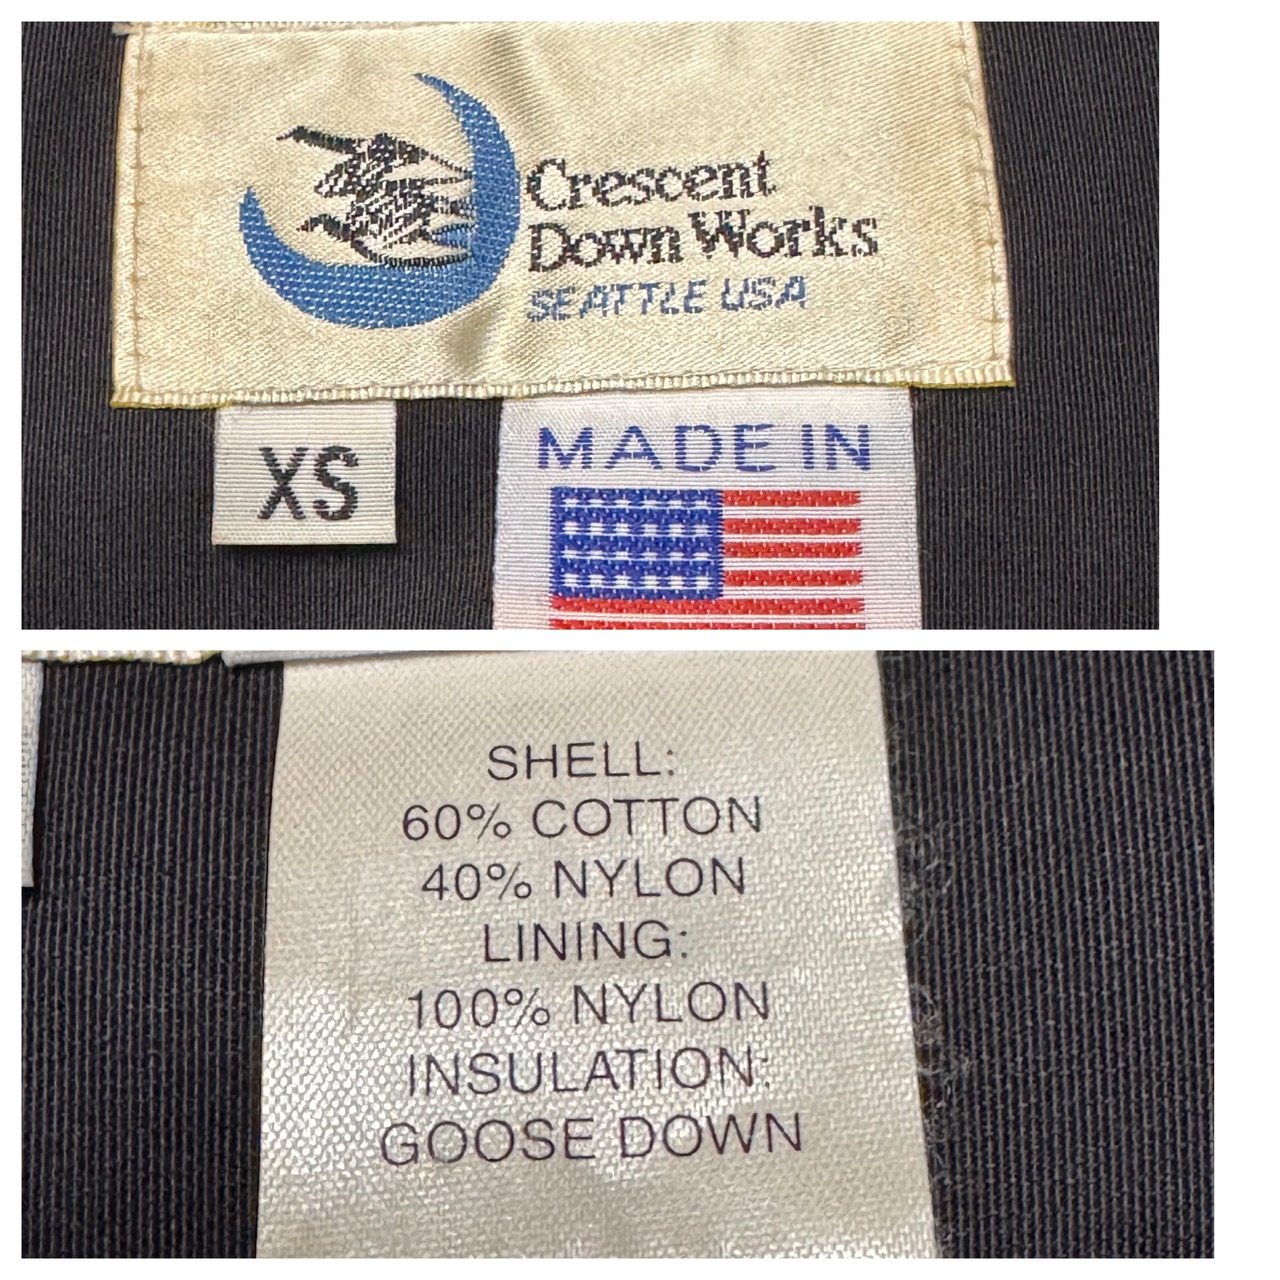 Crescent
Down Works
SEATTLE USA
XS
MADE IN
SHELL:
60% COTTON
40% NYLON
LINING:
100% NYLON
INSULATION:
GOOSE DOWN